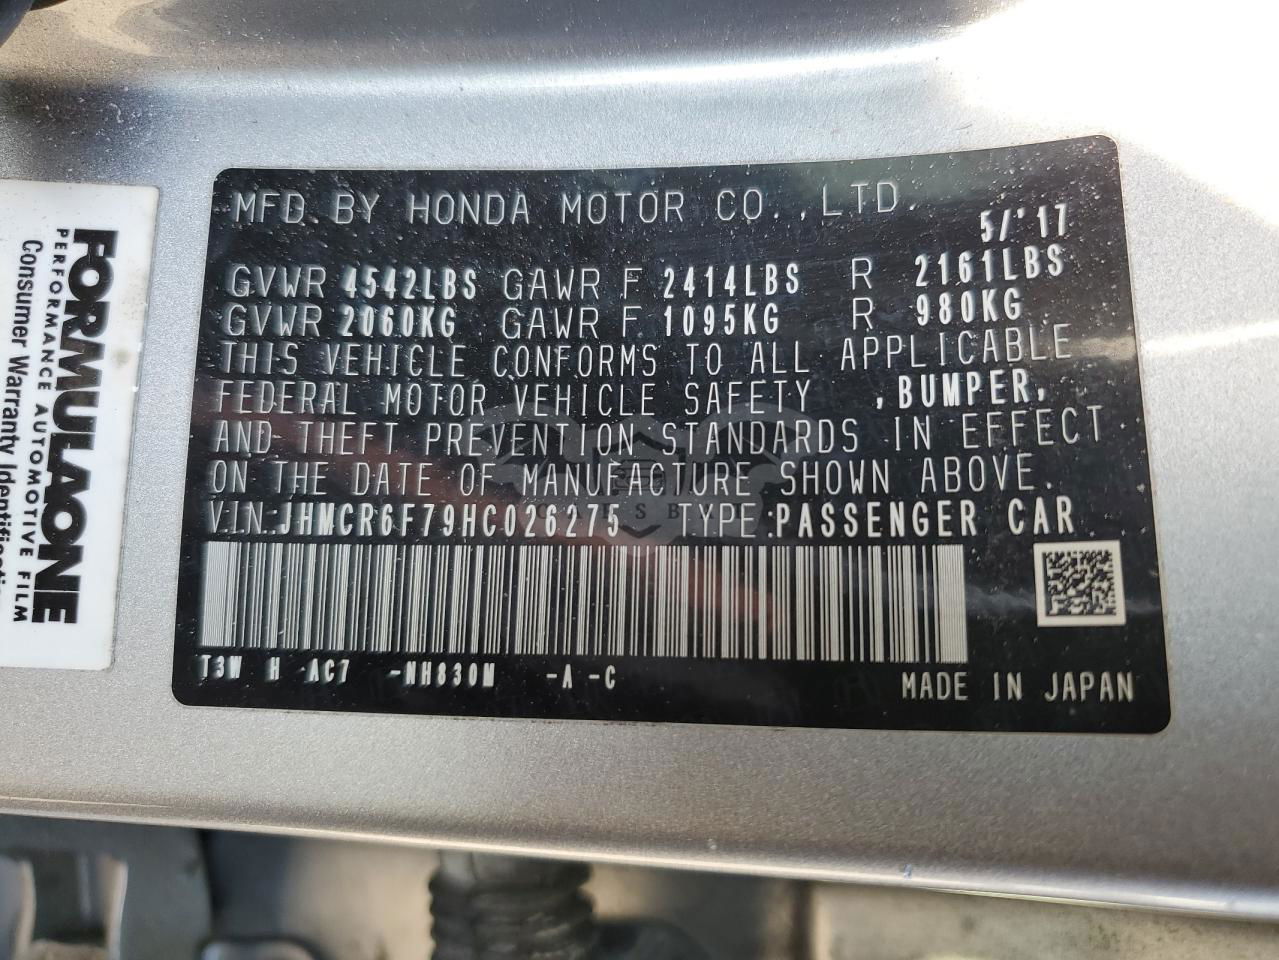 MFD.BY HONDA MOTOR CO.,LTD.
5/'17
GVWR 4542LBS GAWR F 2414LBS R 2161LBS
GVWR 2060KG GAWR F 1095KG R 980KG
THIS VEHICLE CONFORMS TO ALL APPLICABLE
FEDERAL MOTOR VEHICLE SAFETY ,BUMPER,
AND THEFT PREVENTION STANDARDS IN EFFECT
ON THE DATE OF MANUFACTURE SHOWN ABOVE.
VIN:JHMCR6F79HC026275 TYPE:PASSENGER CAR
T3W H AC7 -NH830M -A -C
MADE IN JAPAN
FORMULAONE
PERFORMANCE AUTOMOTIVE FILM
Consumer Warranty